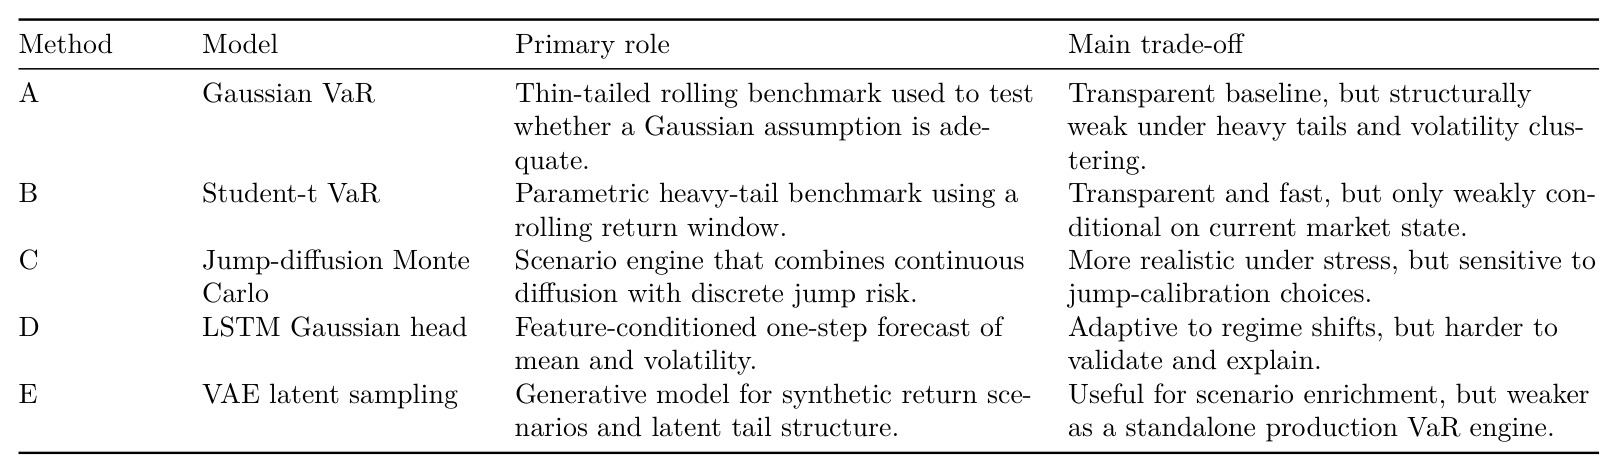 Method Model Primary role Main trade-off
A Gaussian VaR Thin-tailed rolling benchmark used to test Transparent baseline, but structurally
whether a Gaussian assumption is ade- weak under heavy tails and volatility clus-
quate. tering.
B Student-t VaR Parametric heavy-tail benchmark using a Transparent and fast, but only weakly con-
rolling return window. ditional on current market state.
C Jump-diffusion Monte Scenario engine that combines continuous More realistic under stress, but sensitive to
Carlo diffusion with discrete jump risk. jump-calibration choices.
D LSTM Gaussian head Feature-conditioned one-step forecast of Adaptive to regime shifts, but harder to
mean and volatility. validate and explain.
E VAE latent sampling Generative model for synthetic return sce- Useful for scenario enrichment, but weaker
narios and latent tail structure. as a standalone production VaR engine.